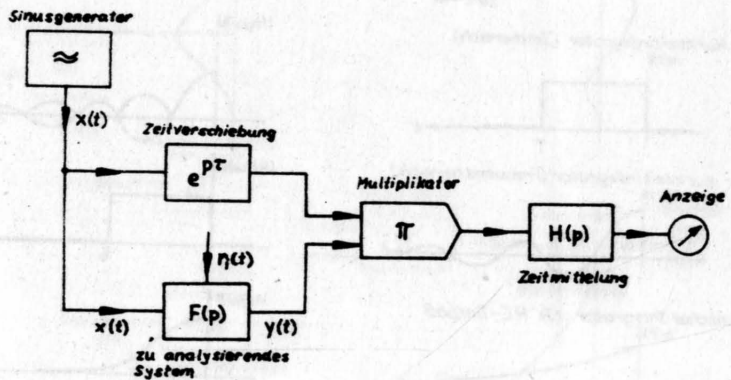 Sinusgenerator
≈
x(t)
Zeitverschiebung
e^pτ
Multiplikator
Anzeige
π
H(p)
Zeitmittelung
η(t)
x(t)
F(p)
y(t)
zu analysierendes
System